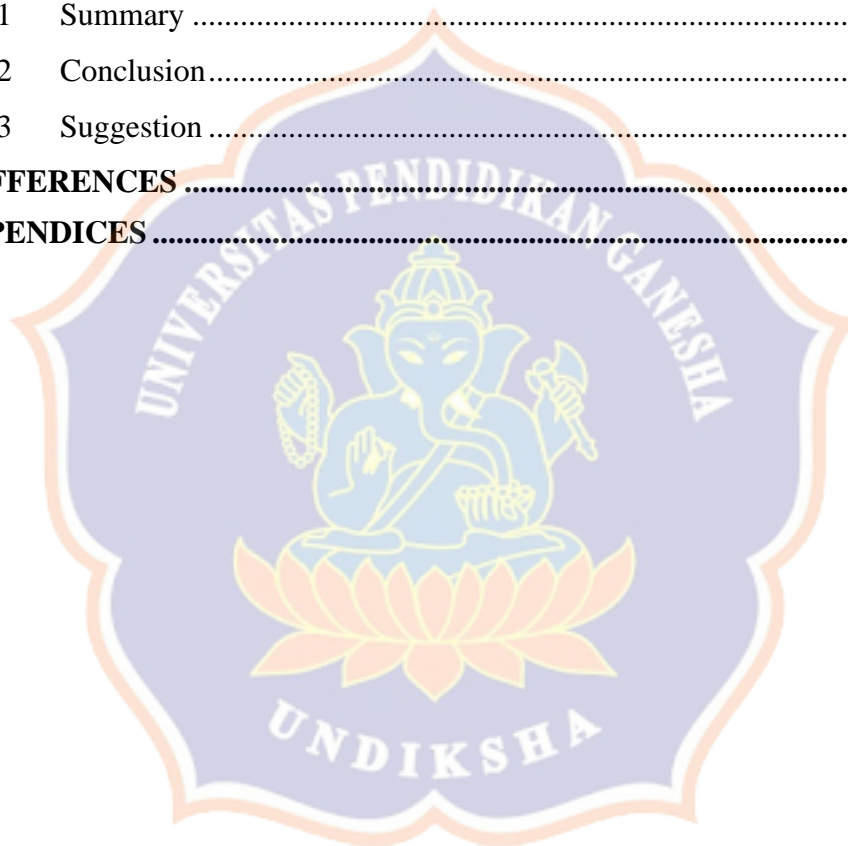 1 Summary ............................................................................................
2 Conclusion ........................................................................................
3 Suggestion .........................................................................................
FFERENCES ...........................................................................................
PENDICES ..............................................................................................
UNIVERSITAS PENDIDIKAN GANESHA
UNDIKSHA